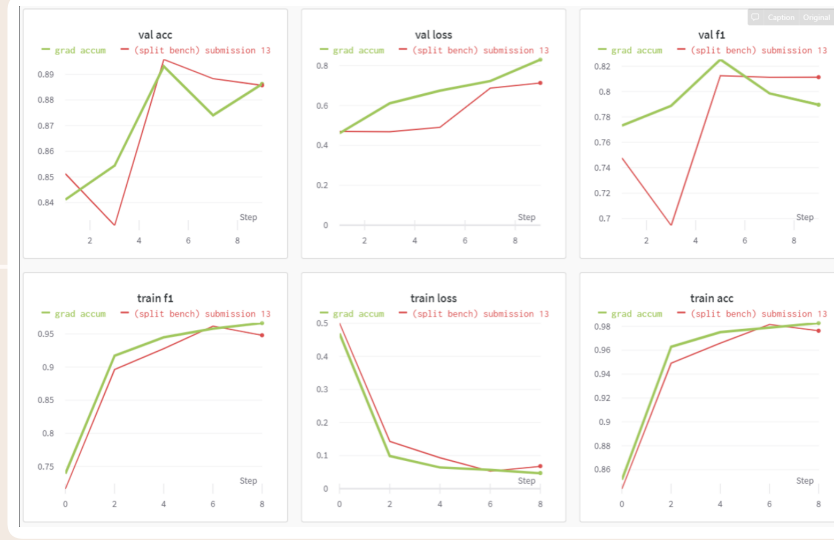 Caption Original
val acc
grad accum (split bench) submission 13
0.89
0.88
0.87
0.86
0.85
0.84
Step
2 4 6 8
val loss
grad accum (split bench) submission 13
0.8
0.6
0.4
0.2
0
Step
2 4 6 8
val f1
grad accum (split bench) submission 13
0.82
0.8
0.78
0.76
0.74
0.72
0.7
Step
2 4 6 8
train f1
grad accum (split bench) submission 13
0.95
0.9
0.85
0.8
0.75
Step
0 2 4 6 8
train loss
grad accum (split bench) submission 13
0.5
0.4
0.3
0.2
0.1
0
Step
0 2 4 6 8
train acc
grad accum (split bench) submission 13
0.98
0.96
0.94
0.92
0.9
0.88
0.86
Step
0 2 4 6 8